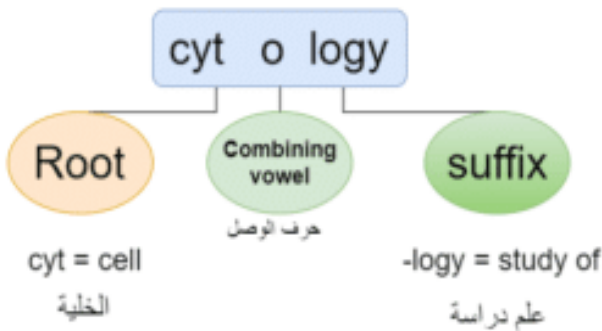 cyt o logy
Root
Combining
vowel
suffix
حرف الوصل
cyt = cell
-logy = study of
الخلية
علم دراسة